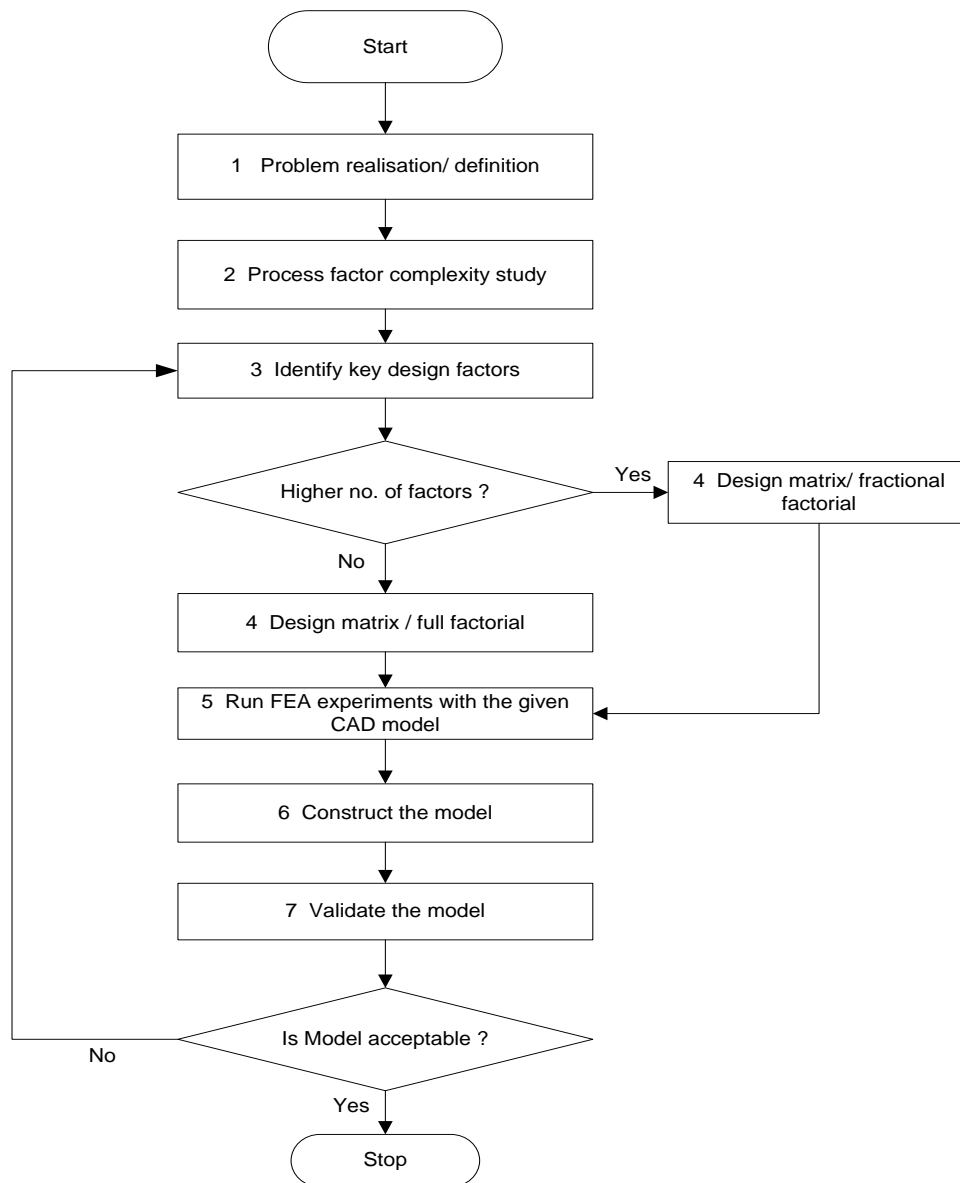 Start
1 Problem realisation/ definition
2 Process factor complexity study
3 Identify key design factors
Higher no. of factors ?
Yes
4 Design matrix/ fractional
factorial
No
4 Design matrix / full factorial
5 Run FEA experiments with the given
CAD model
6 Construct the model
7 Validate the model
Is Model acceptable ?
No
Yes
Stop